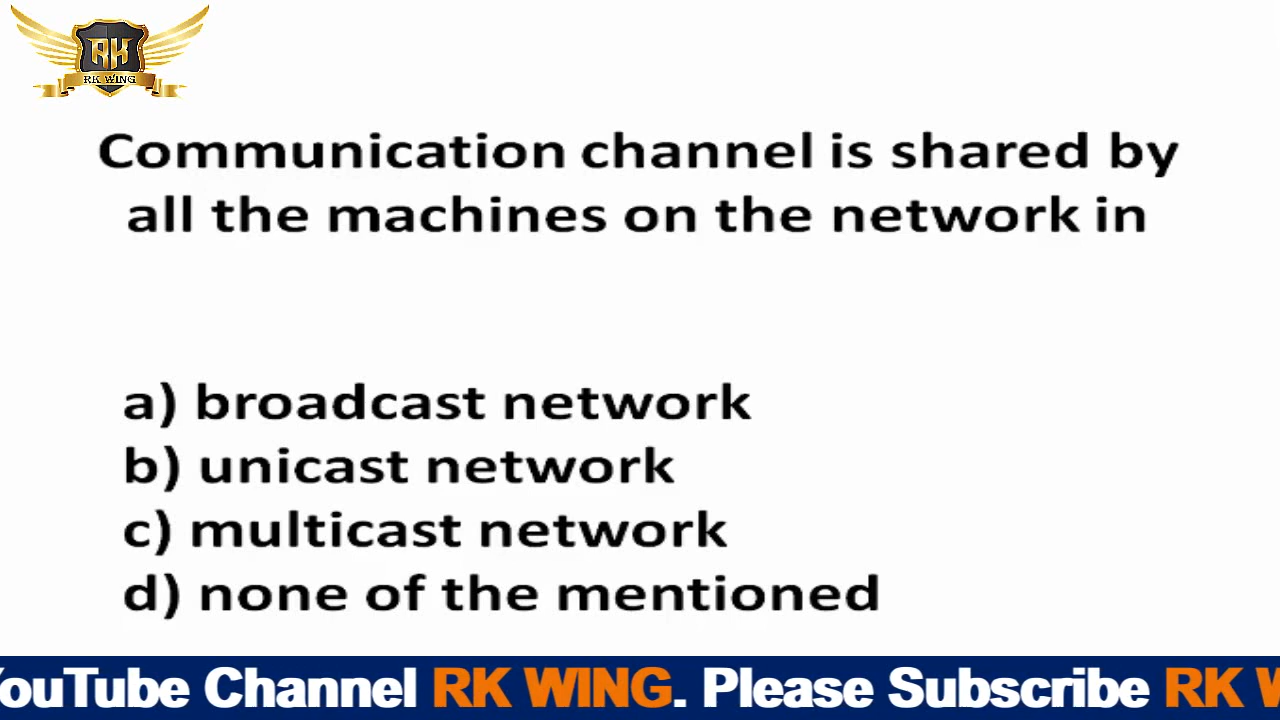 RK
RK WING
Communication channel is shared by
all the machines on the network in
a) broadcast network
b) unicast network
c) multicast network
d) none of the mentioned
YouTube Channel RK WING. Please Subscribe RK W